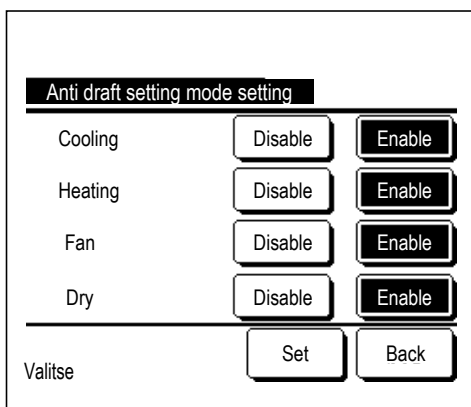 Anti draft setting mode setting
Cooling Disable Enable
Heating Disable Enable
Fan Disable Enable
Dry Disable Enable
Set Back
Valitse